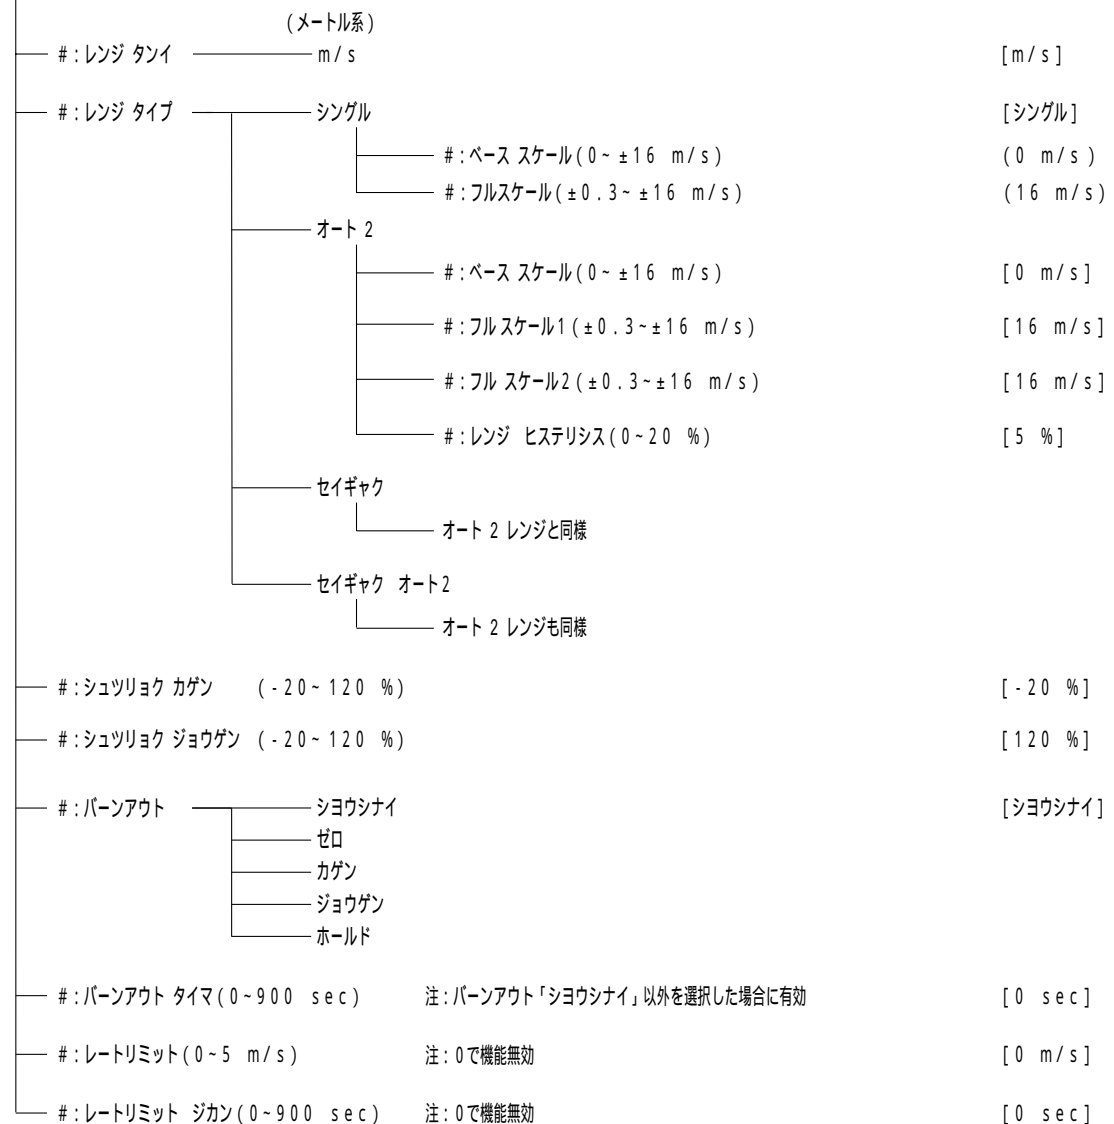 (メートル系)
#:レンジ タンイ m/s [m/s]
#:レンジ タイプ シングル [シングル]
#:ベース スケール(0~±16 m/s) (0 m/s)
#:フルスケール(±0.3~±16 m/s) (16 m/s)
オート 2
#:ベース スケール(0~±16 m/s) [0 m/s]
#:フル スケール1(±0.3~±16 m/s) [16 m/s]
#:フル スケール2(±0.3~±16 m/s) [16 m/s]
#:レンジ ヒステリシス(0~20 %) [5 %]
セイギャク
オート 2 レンジと同様
セイギャク オート2
オート 2 レンジも同様
#:シュツリョク カゲン (-20~120 %) [-20 %]
#:シュツリョク ジョウゲン (-20~120 %) [120 %]
#:バーンアウト シヨウシナイ [シヨウシナイ]
ゼロ
カゲン
ジョウゲン
ホールド
#:バーンアウト タイマ(0~900 sec) 注:バーンアウト「シヨウシナイ」以外を選択した場合に有効 [0 sec]
#:レートリミット(0~5 m/s) 注:0で機能無効 [0 m/s]
#:レートリミット ジカン(0~900 sec) 注:0で機能無効 [0 sec]